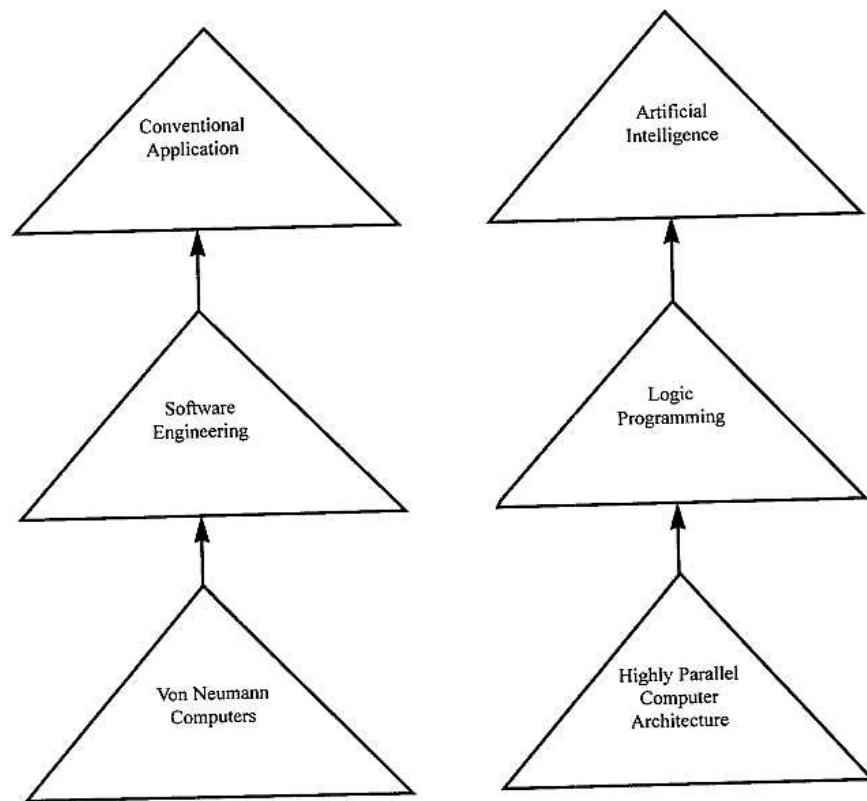 Conventional
Application
Artificial
Intelligence
Software
Engineering
Logic
Programming
Von Neumann
Computers
Highly Parallel
Computer
Architecture